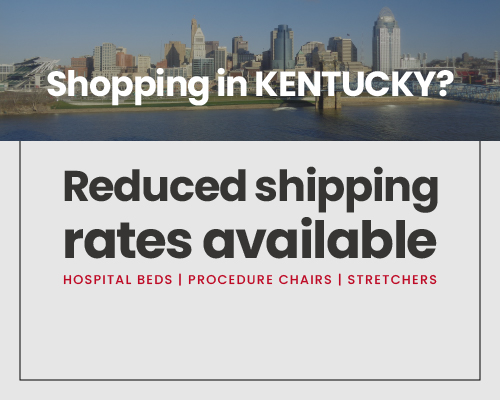 Shopping in KENTUCKY?
Reduced shipping
rates available
HOSPITAL BEDS | PROCEDURE CHAIRS | STRETCHERS